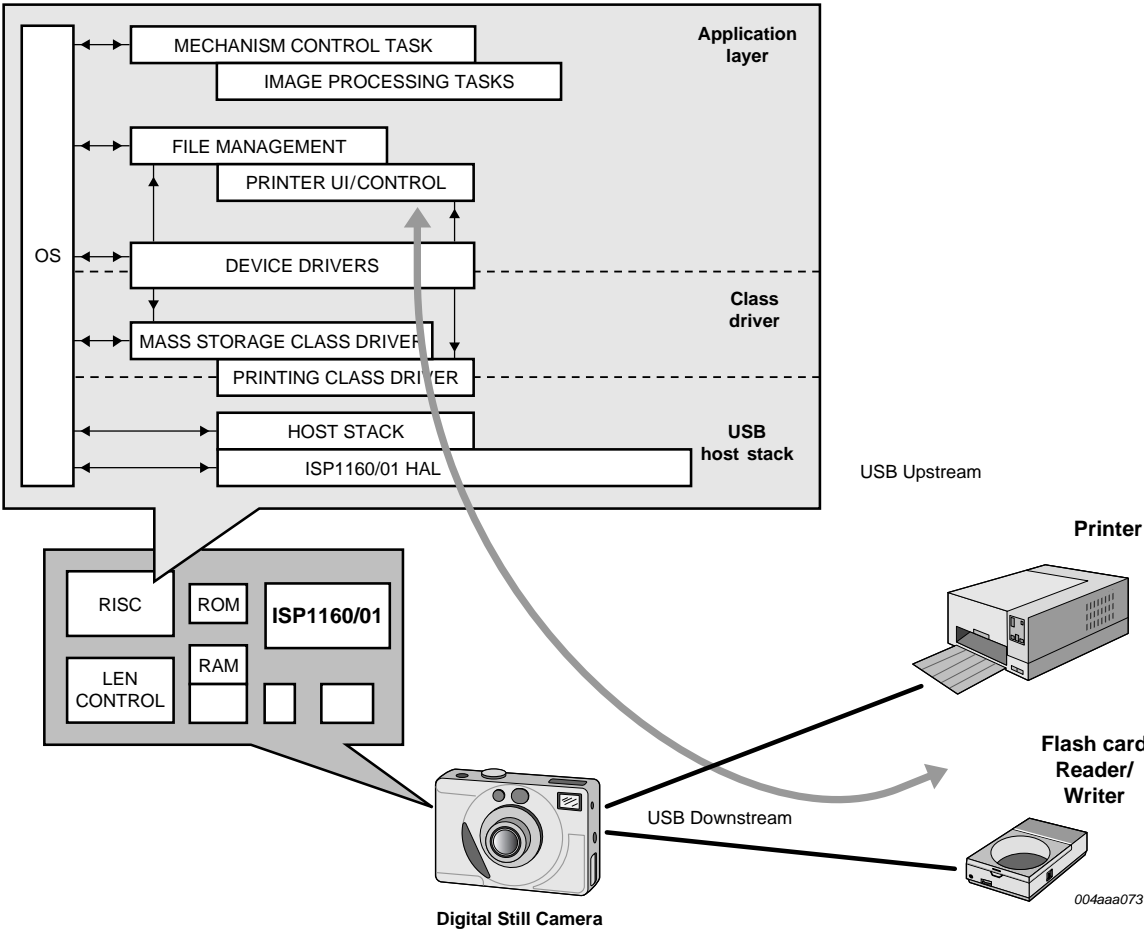 Application
layer
MECHANISM CONTROL TASK
IMAGE PROCESSING TASKS
FILE MANAGEMENT
PRINTER UI/CONTROL
OS
DEVICE DRIVERS
Class
driver
MASS STORAGE CLASS DRIVER
PRINTING CLASS DRIVER
HOST STACK
USB
host stack
ISP1160/01 HAL
USB Upstream
Printer
RISC
ROM
ISP1160/01
RAM
LEN
CONTROL
Flash card
Reader/
Writer
USB Downstream
Digital Still Camera
004aaa073